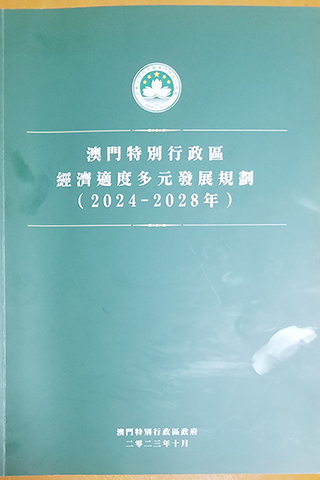 澳門特別行政區
經濟適度多元發展規劃
(2024-2028年)
澳門特別行政區政府
二零二三年十月